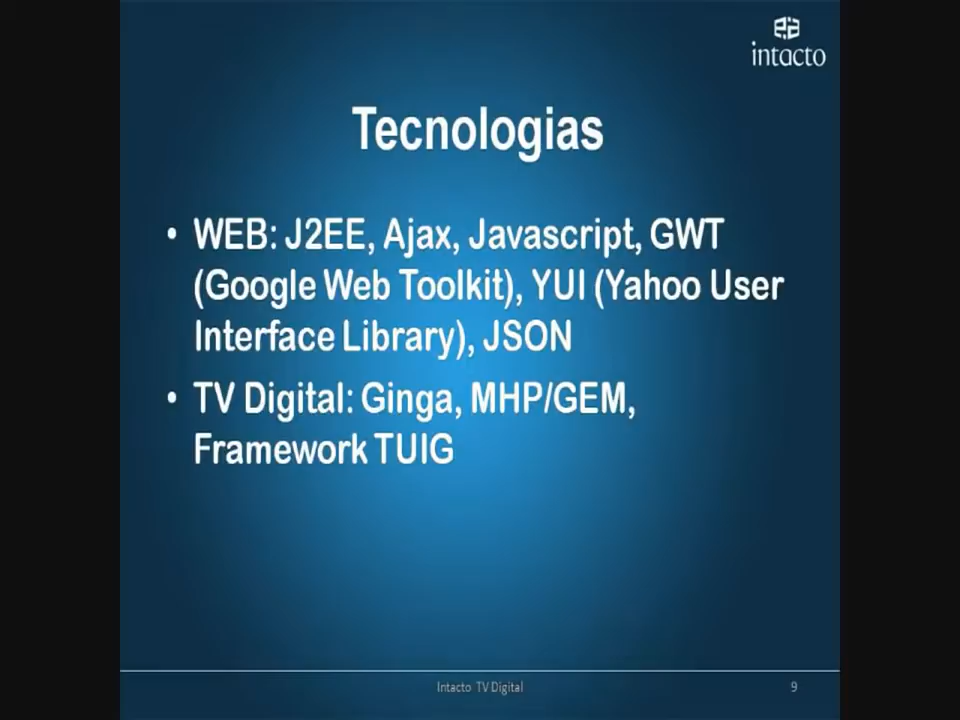 intacto
Tecnologias
• WEB: J2EE, Ajax, Javascript, GWT
(Google Web Toolkit), YUI (Yahoo User
Interface Library), JSON
• TV Digital: Ginga, MHP/GEM,
Framework TUIG
Intacto TV Digital
9